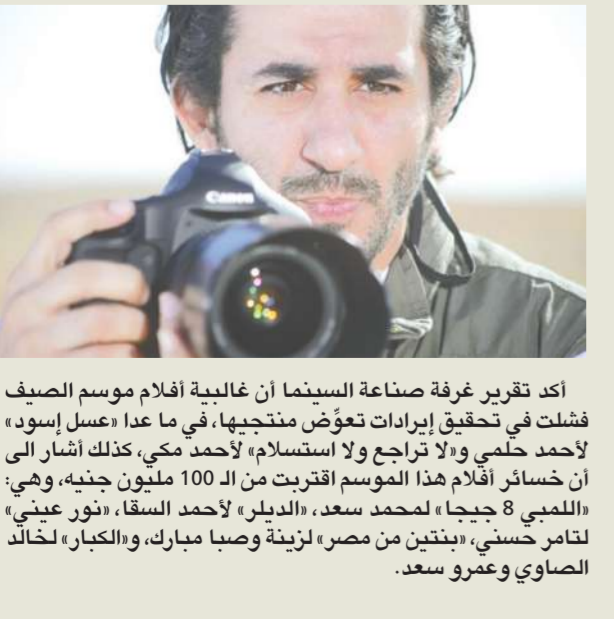 Canon
أكد تقرير غرفة صناعة السينما أن غالبية أفلام موسم الصيف
فشلت في تحقيق إيرادات تعوِّض منتجيها، في ما عدا «عسل إسود»
لأحمد حلمي و«لا تراجع ولا استسلام» لأحمد مكي، كذلك أشار الى
أن خسائر أفلام هذا الموسم اقتربت من الـ 100 مليون جنيه، وهي:
«اللمبي 8 جيجا» لمحمد سعد، «الديلر» لأحمد السقا، «نور عيني»
لتامر حسني، «بنتين من مصر» لزينة وصبا مبارك، و«الكبار» لخالد
الصاوي وعمرو سعد.